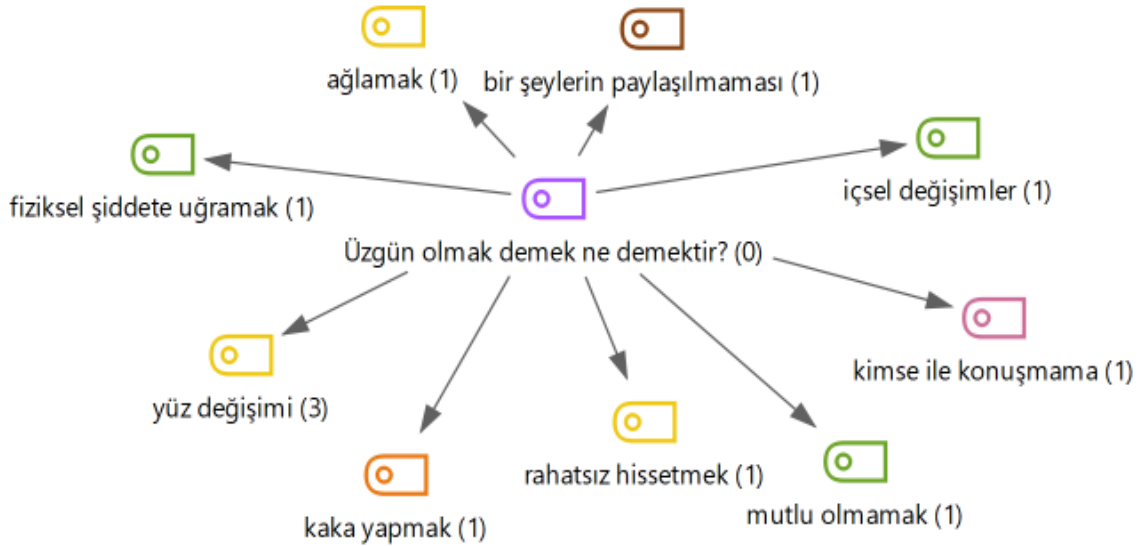 ağlamak (1)
bir şeylerin paylaşılmaması (1)
fiziksel şiddete uğramak (1)
içsel değişimler (1)
Üzgün olmak demek ne demektir? (0)
yüz değişimi (3)
kimse ile konuşmama (1)
rahatsız hissetmek (1)
kaka yapmak (1)
mutlu olmamak (1)